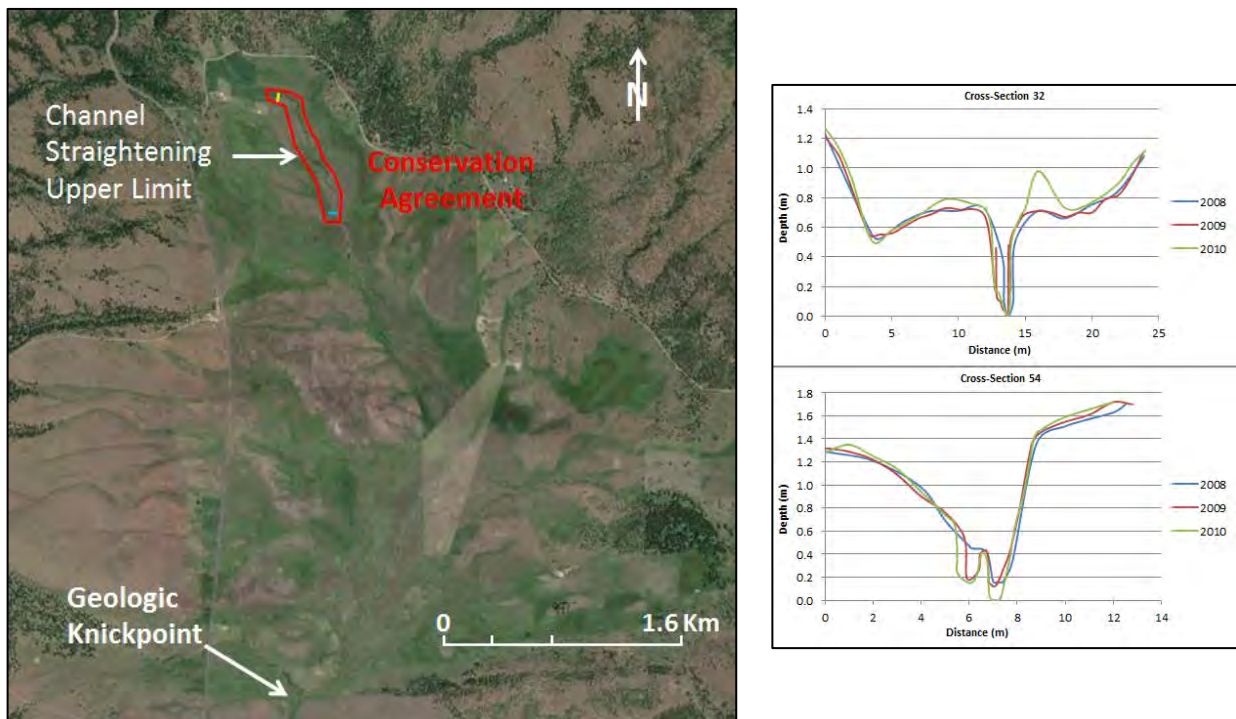 Channel
Straightening
Upper Limit
N
Conservation
Agreement
Geologic
Knickpoint
0
1.6 Km
Cross-Section 32
1.4
1.2
1.0
0.8
0.6
0.4
0.2
0.0
Depth (m)
0 5 10 15 20 25
Distance (m)
2008
2009
2010
Cross-Section 54
1.8
1.6
1.4
1.2
1.0
0.8
0.6
0.4
0.2
0.0
Depth (m)
0 2 4 6 8 10 12 14
Distance (m)
2008
2009
2010